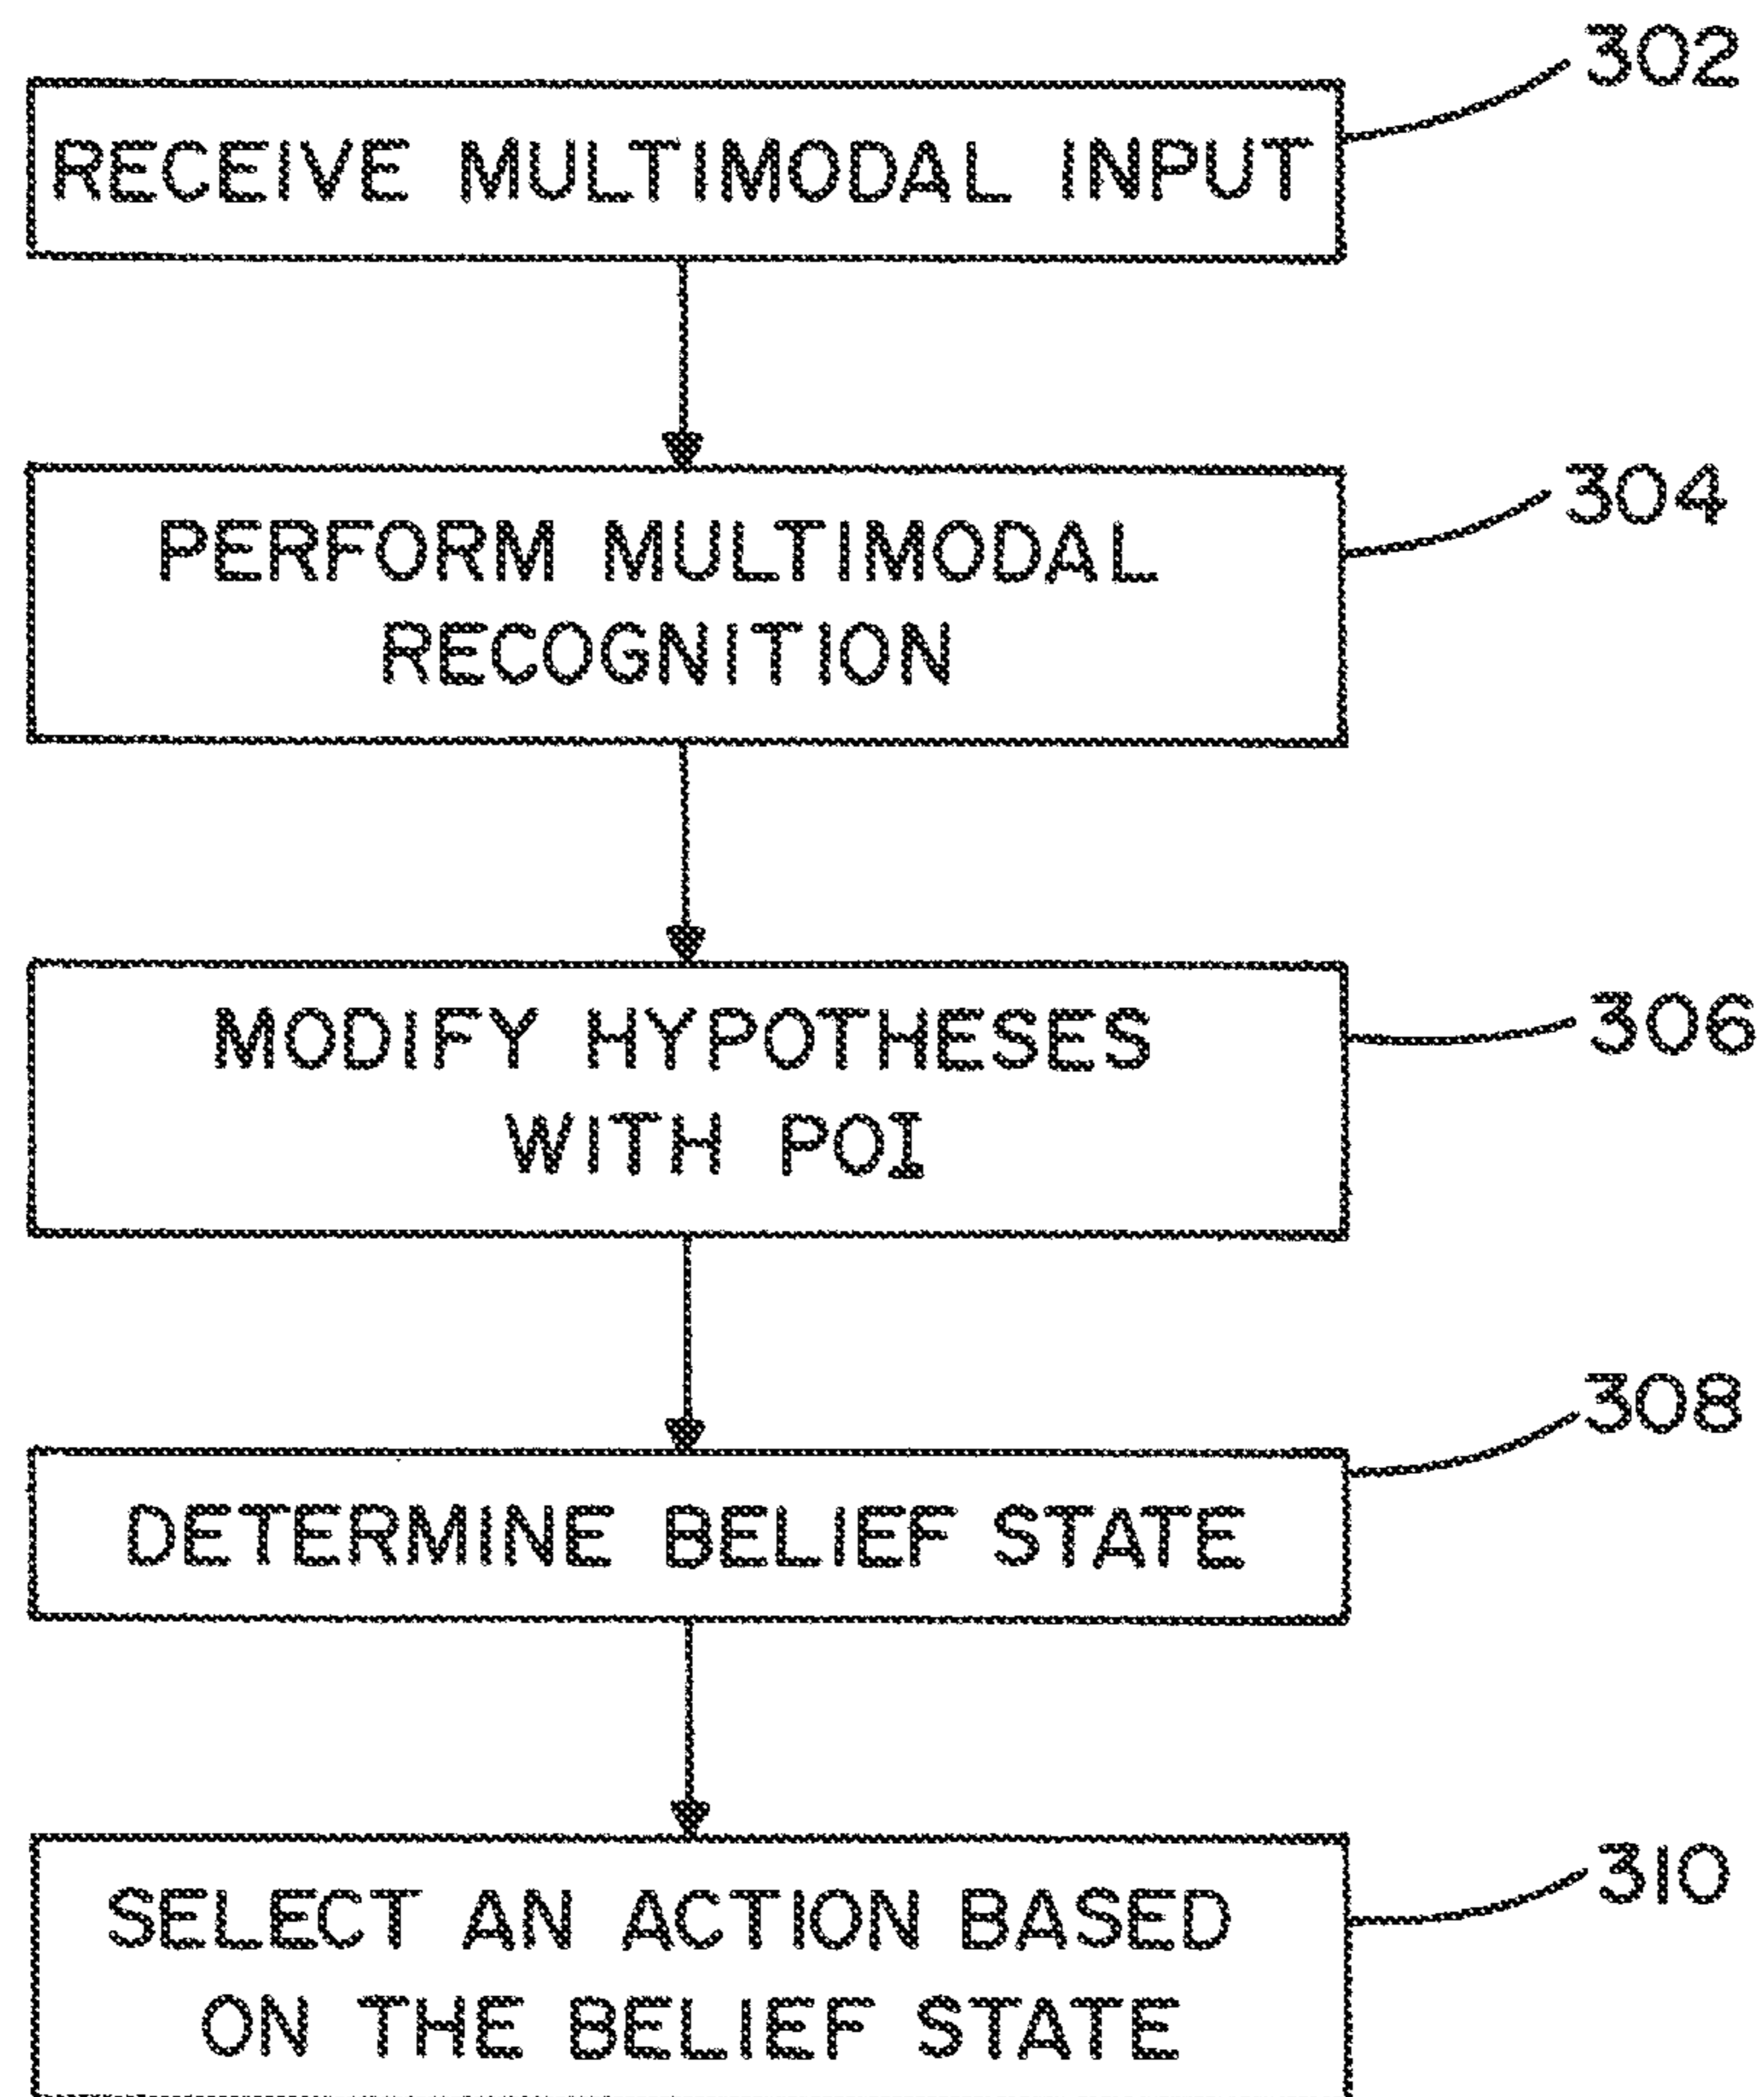 302
RECEIVE MULTIMODAL INPUT
304
PERFORM MULTIMODAL
RECOGNITION
306
MODIFY HYPOTHESES
WITH POI
308
DETERMINE BELIEF STATE
310
SELECT AN ACTION BASED
ON THE BELIEF STATE